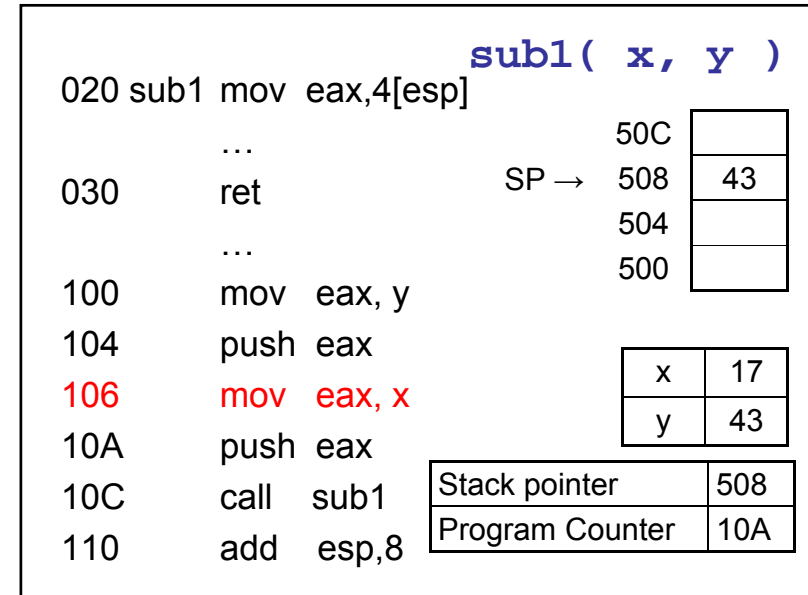 sub1( x, y )
020 sub1 mov eax,4[esp]
…
030 ret
…
100 mov eax, y
104 push eax
106 mov eax, x
10A push eax
10C call sub1
110 add esp,8
50C
SP → 508 43
504
500
x 17
y 43
Stack pointer 508
Program Counter 10A